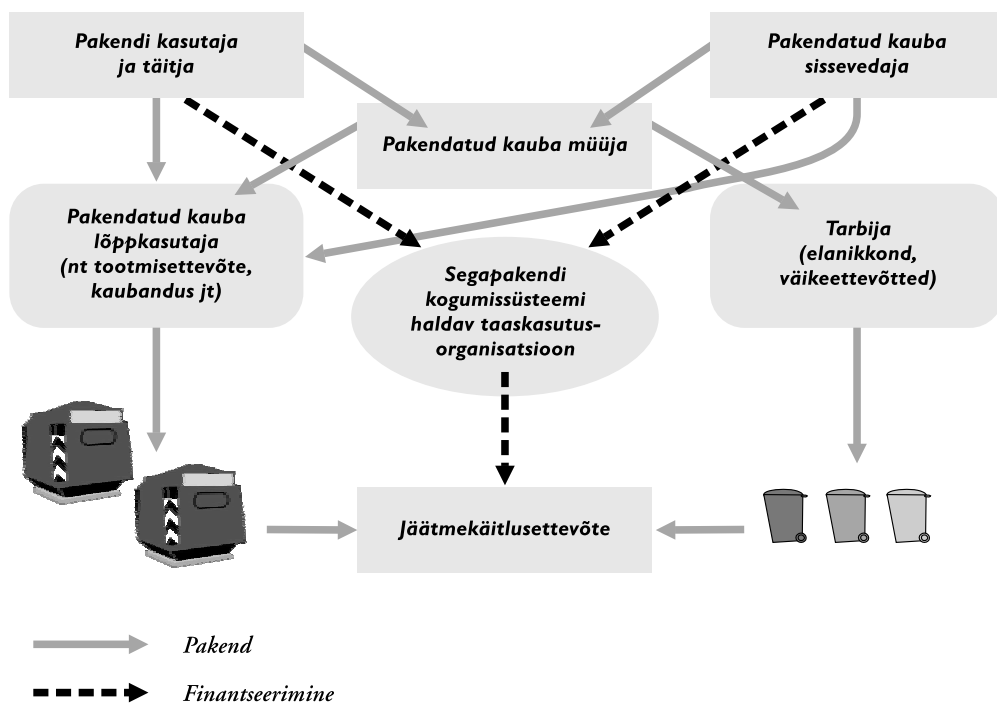 Pakendi kasutaja
ja täitja
Pakendatud kauba
sissevedaja
Pakendatud kauba müüja
Pakendatud kauba
lõppkasutaja
(nt tootmisettevõte,
kaubandus jt)
Segapakendi
kogumissüsteemi
haldav taaskasutus-
organisatsioon
Tarbija
(elanikkond,
väikeettevõtted)
Jäätmekäitlusettevõte
Pakend
Finantseerimine